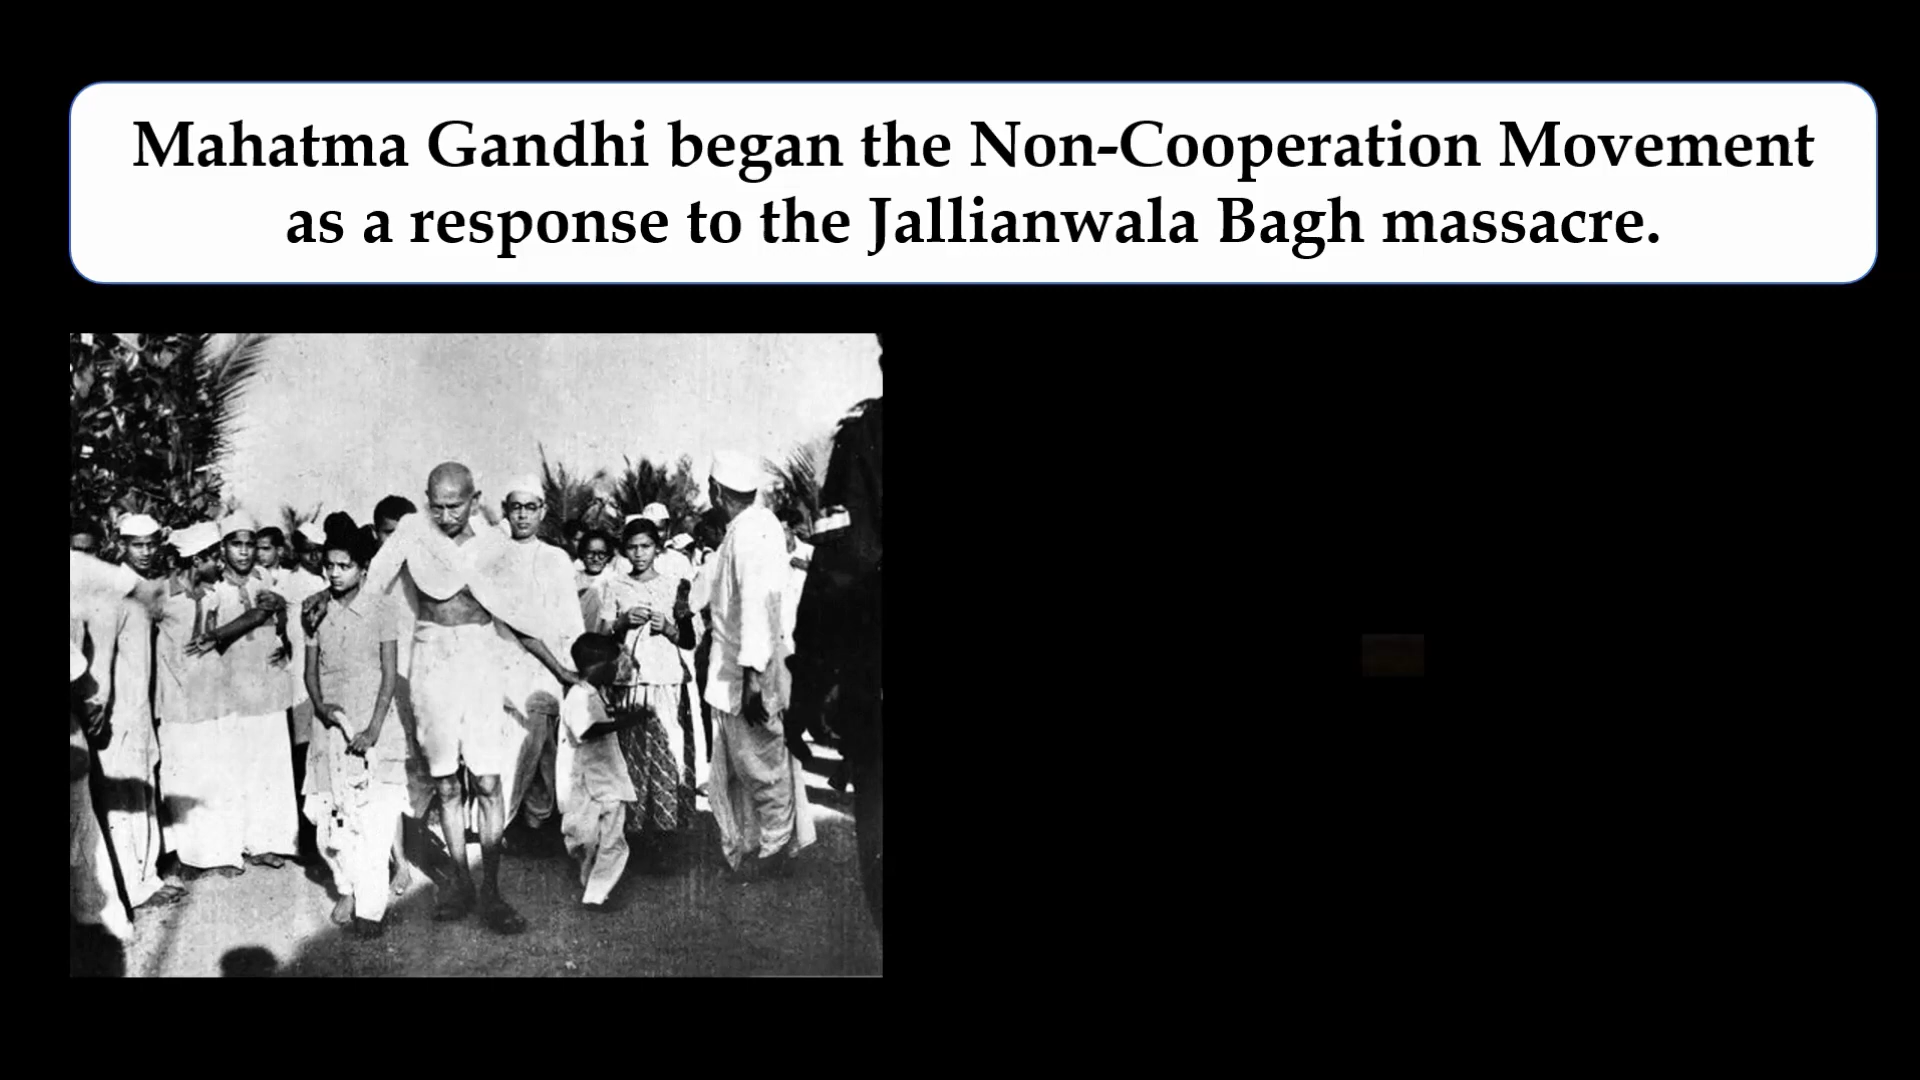 Mahatma Gandhi began the Non-Cooperation Movement
as a response to the Jallianwala Bagh massacre.